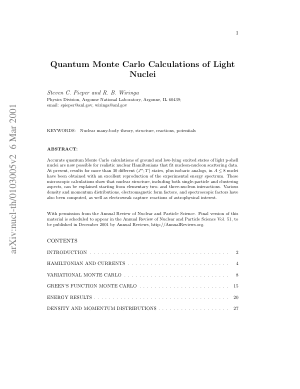 1
Quantum Monte Carlo Calculations of Light
Nuclei
Steven C. Pieper and R. B. Wiringa
Physics Division, Argonne National Laboratory, Argonne, IL 60439;
email: spieper@anl.gov, wiringa@anl.gov
KEYWORDS: Nuclear many-body theory, structure, reactions, potentials
ABSTRACT:
Accurate quantum Monte Carlo calculations of ground and low-lying excited states of light p-shell
nuclei are now possible for realistic nuclear Hamiltonians that fit nucleon-nucleon scattering data.
At present, results for more than 30 different (Jπ, T) states, plus isobaric analogs, in A ≤ 8 nuclei
have been obtained with an excellent reproduction of the experimental energy spectrum. These
microscopic calculations show that nuclear structure, including both single-particle and clustering
aspects, can be explained starting from elementary two- and three-nucleon interactions. Various
density and momentum distributions, electromagnetic form factors, and spectroscopic factors have
also been computed, as well as electroweak capture reactions of astrophysical interest.
With permission from the Annual Review of Nuclear and Particle Science. Final version of this
material is scheduled to appear in the Annual Review of Nuclear and Particle Science Vol. 51, to
be published in December 2001 by Annual Reviews, http://AnnualReviews.org.
CONTENTS
INTRODUCTION . . . . . . . . . . . . . . . . . . . . . . . . . . . . 2
HAMILTONIAN AND CURRENTS . . . . . . . . . . . . . . . . . . . . 4
VARIATIONAL MONTE CARLO . . . . . . . . . . . . . . . . . . . . . 8
GREEN'S FUNCTION MONTE CARLO . . . . . . . . . . . . . . . . . . 15
ENERGY RESULTS . . . . . . . . . . . . . . . . . . . . . . . . . . 20
DENSITY AND MOMENTUM DISTRIBUTIONS . . . . . . . . . . . . . . . 27
arXiv:nucl-th/0103005v2 6 Mar 2001